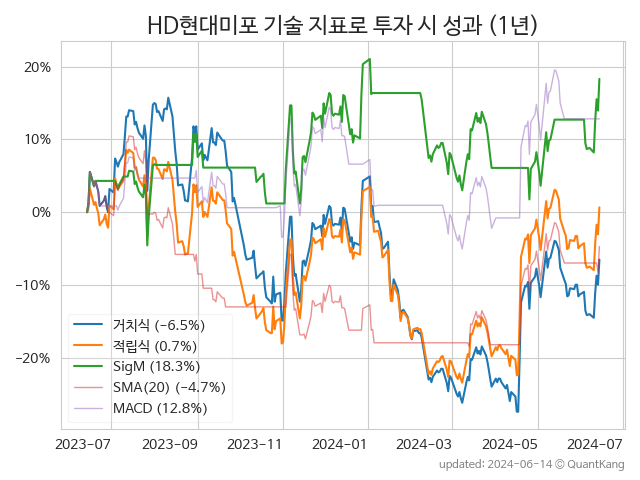 HD현대미포 기술 지표로 투자 시 성과 (1년)
20%
10%
0%
−10%
−20%
거치식 (−6.5%)
적립식 (0.7%)
SigM (18.3%)
SMA(20) (−4.7%)
MACD (12.8%)
2023−07
2023−09
2023−11
2024−01
2024−03
2024−05
2024−07
updated: 2024−06−14 © QuantKang